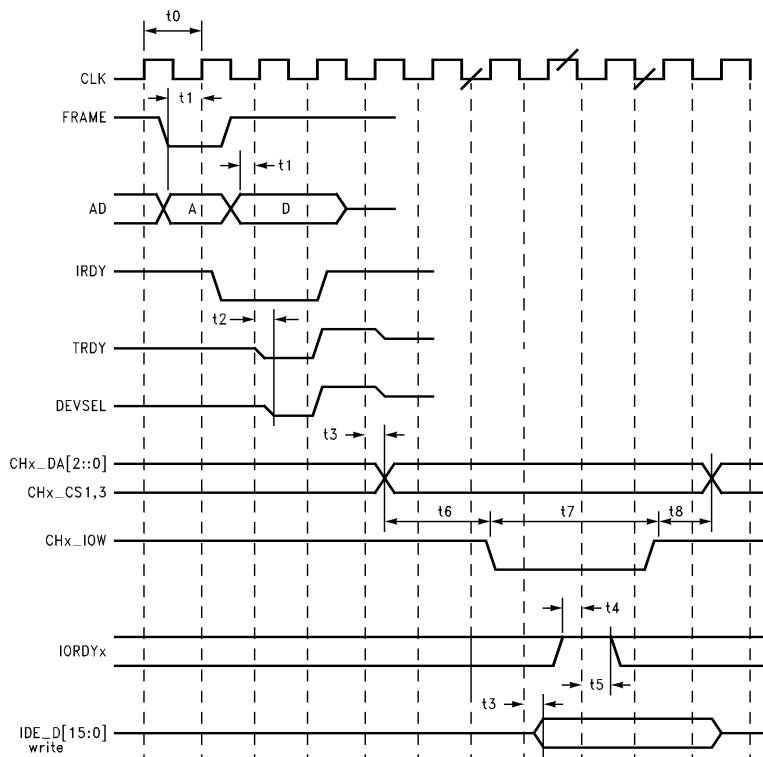 t0
CLK
t1
FRAME
t1
AD A D
IRDY
t2
TRDY
DEVSEL
t3
CHx_DA[2::0]
CHx_CS1,3
t6 t7 t8
CHx_IOW
t4
IORDYx
t5
t3
IDE_D[15:0]
write